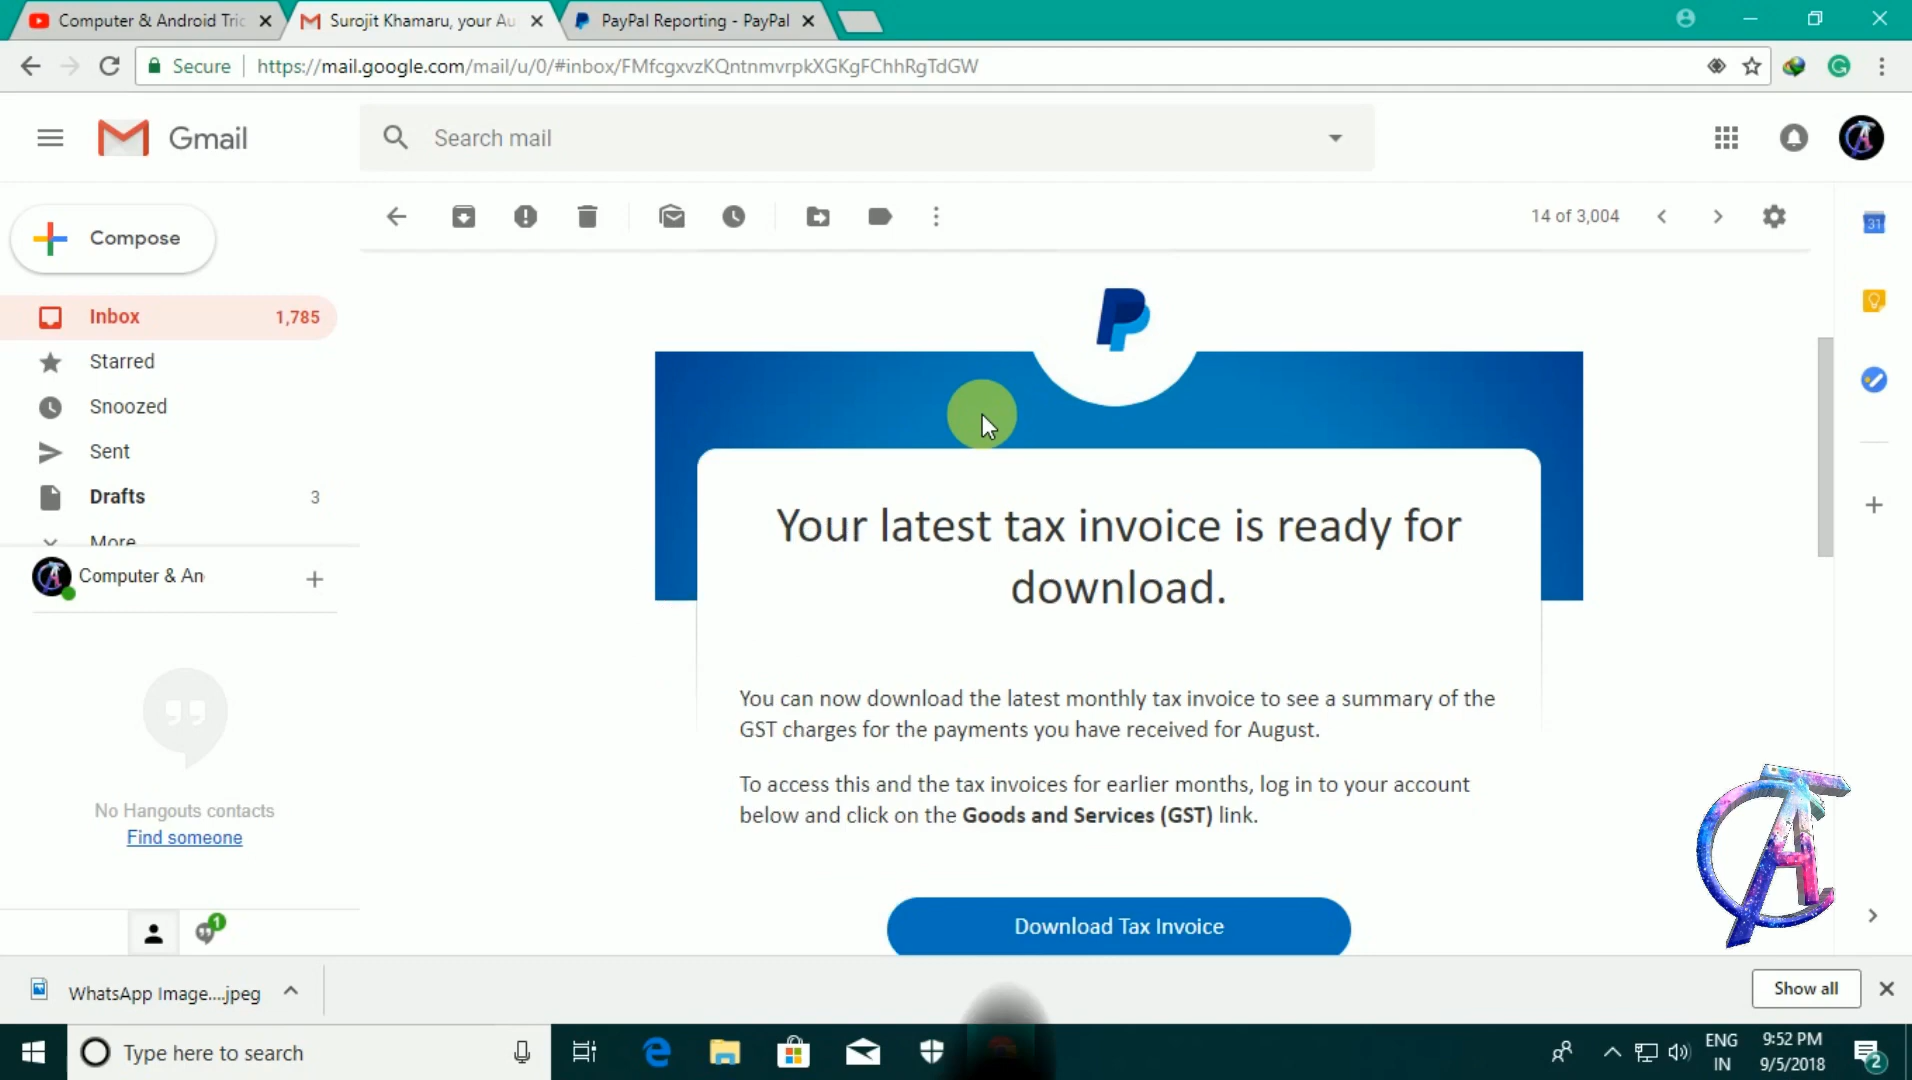 Computer & Android Tric
Surojit Khamaru, your Au
PayPal Reporting - PayPal
Secure
https://mail.google.com/mail/u/0/#inbox/FMfcgxvzKQntnmvrpkXGKgFChhRgTdGW
Gmail
Search mail
Compose
14 of 3,004
31
Inbox 1,785
Starred
Snoozed
Sent
Drafts 3
More
Computer & An
Your latest tax invoice is ready for
download.
You can now download the latest monthly tax invoice to see a summary of the
GST charges for the payments you have received for August.
To access this and the tax invoices for earlier months, log in to your account
below and click on the Goods and Services (GST) link.
Download Tax Invoice
No Hangouts contacts
Find someone
1
WhatsApp Image....jpeg
Show all
Type here to search
ENG
IN
9:52 PM
9/5/2018
2